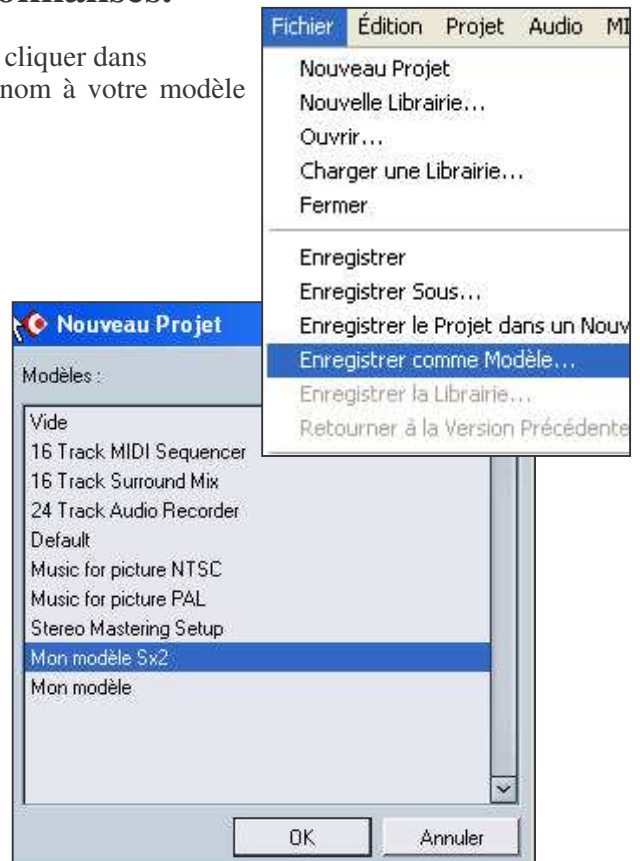 cliquer dans
nom à votre modèle
Fichier Édition Projet Audio MI
Nouveau Projet
Nouvelle Librairie...
Ouvrir...
Charger une Librairie...
Fermer
Enregistrer
Enregistrer Sous...
Enregistrer le Projet dans un Nouv
Enregistrer comme Modèle...
Enregistrer la Librairie...
Retourner à la Version Précédente
Nouveau Projet
Modèles :
Vide
16 Track MIDI Sequencer
16 Track Surround Mix
24 Track Audio Recorder
Default
Music for picture NTSC
Music for picture PAL
Stereo Mastering Setup
Mon modèle Sx2
Mon modèle
OK Annuler